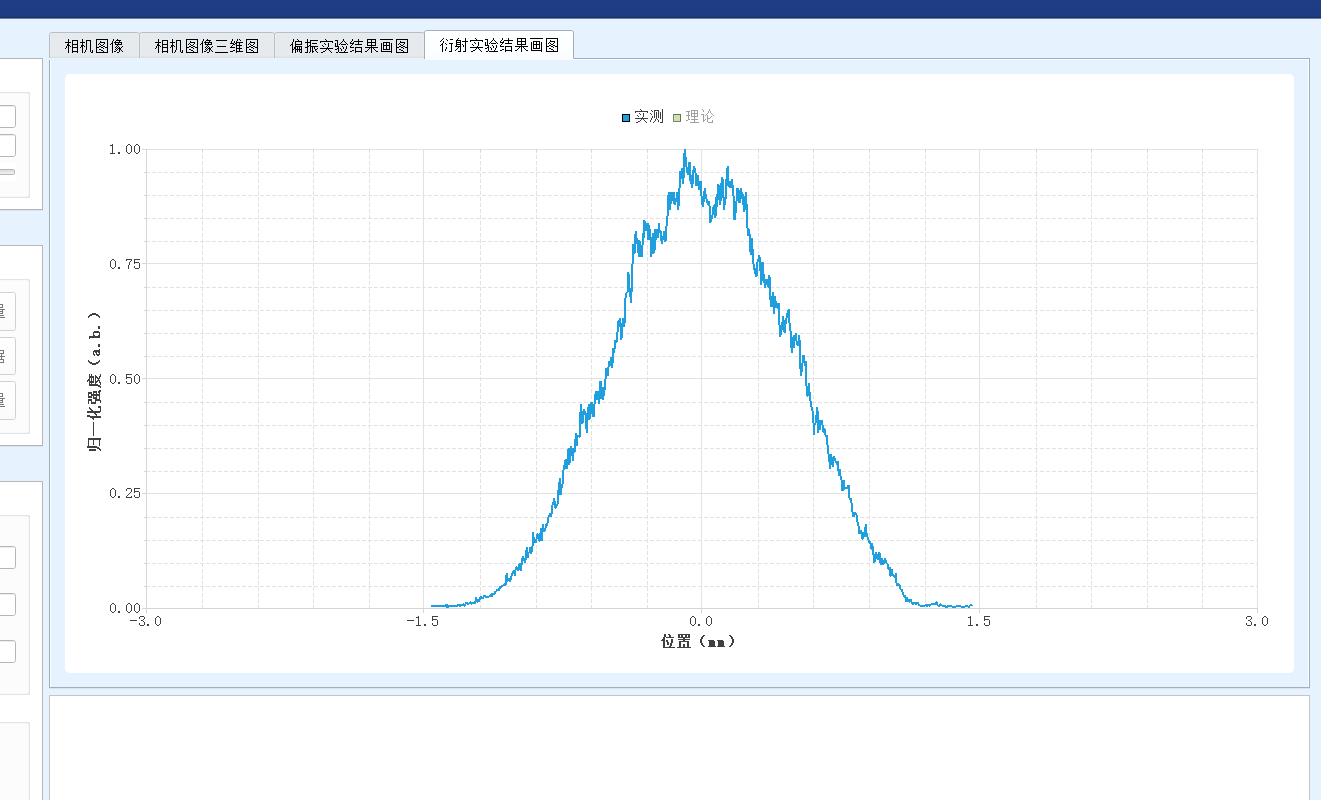 相机图像 相机图像三维图 偏振实验结果画图 衍射实验结果画图
实测 理论
1.00
0.75
0.50
0.25
0.00
归一化强度（a.b.）
-3.0 -1.5 0.0 1.5 3.0
位置（mm）
量
据
量